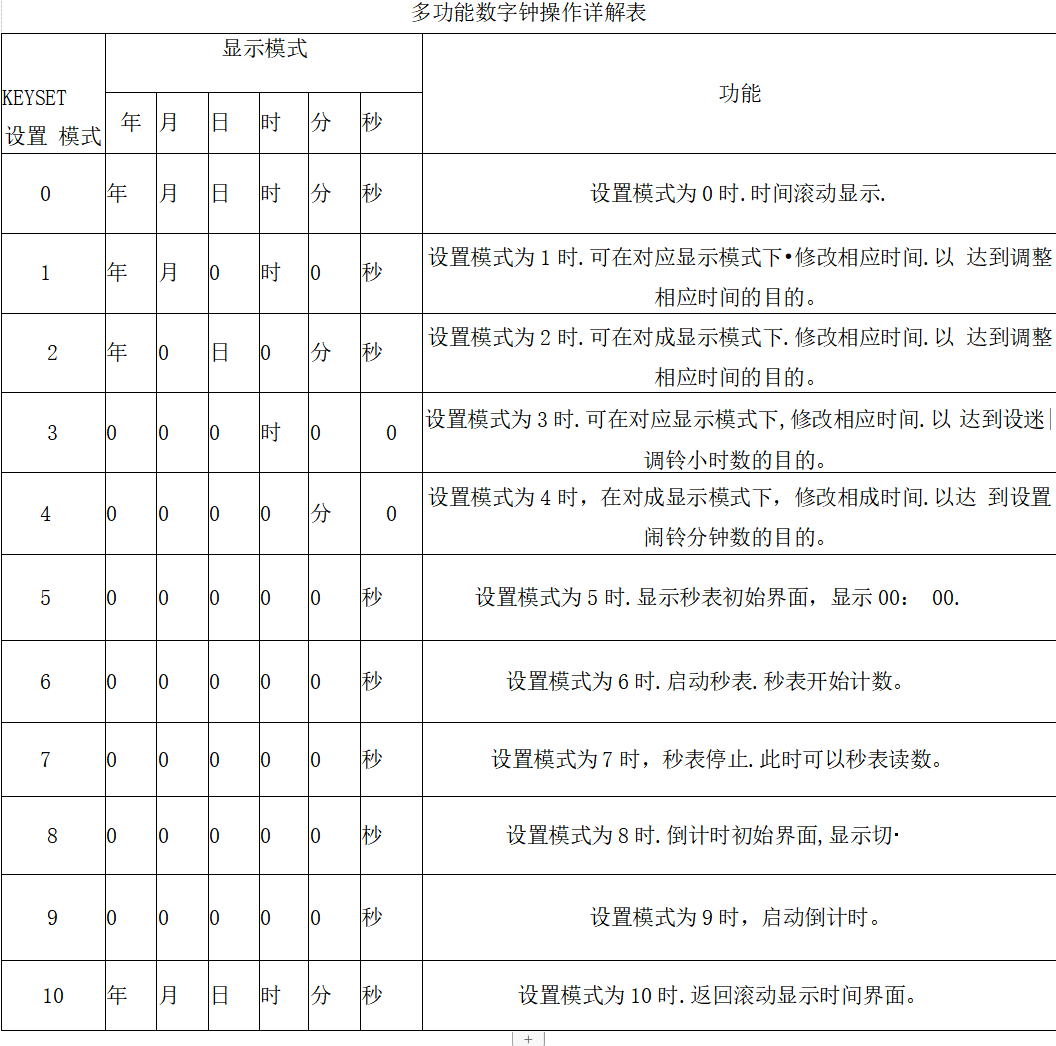 多功能数字钟操作详解表
显示模式
功能
KEYSET
设置 模式
年 月 日 时 分 秒
0 年 月 日 时 分 秒 设置模式为0时.时间滚动显示.
1 年 月 0 时 0 秒 设置模式为1时.可在对应显示模式下•修改相应时间.以 达到调整
相应时间的目的。
2 年 0 日 0 分 秒 设置模式为2时.可在对成显示模式下.修改相应时间.以 达到调整
相应时间的目的。
3 0 0 0 时 0 0 设置模式为3时.可在对应显示模式下,修改相应时间.以 达到设迷|
调铃小时数的目的。
4 0 0 0 0 分 0 设置模式为4时，在对成显示模式下，修改相成时间.以达 到设置
闹铃分钟数的目的。
5 0 0 0 0 0 秒 设置模式为5时.显示秒表初始界面，显示00： 00.
6 0 0 0 0 0 秒 设置模式为6时.启动秒表.秒表开始计数。
7 0 0 0 0 0 秒 设置模式为7时，秒表停止.此时可以秒表读数。
8 0 0 0 0 0 杪 设置模式为8时.倒计时初始界面,显示切·
9 0 0 0 0 0 秒 设置模式为9时，启动倒计时。
10 年 月 日 时 分 秒 设置模式为10时.返回滚动显示时间界面。
+